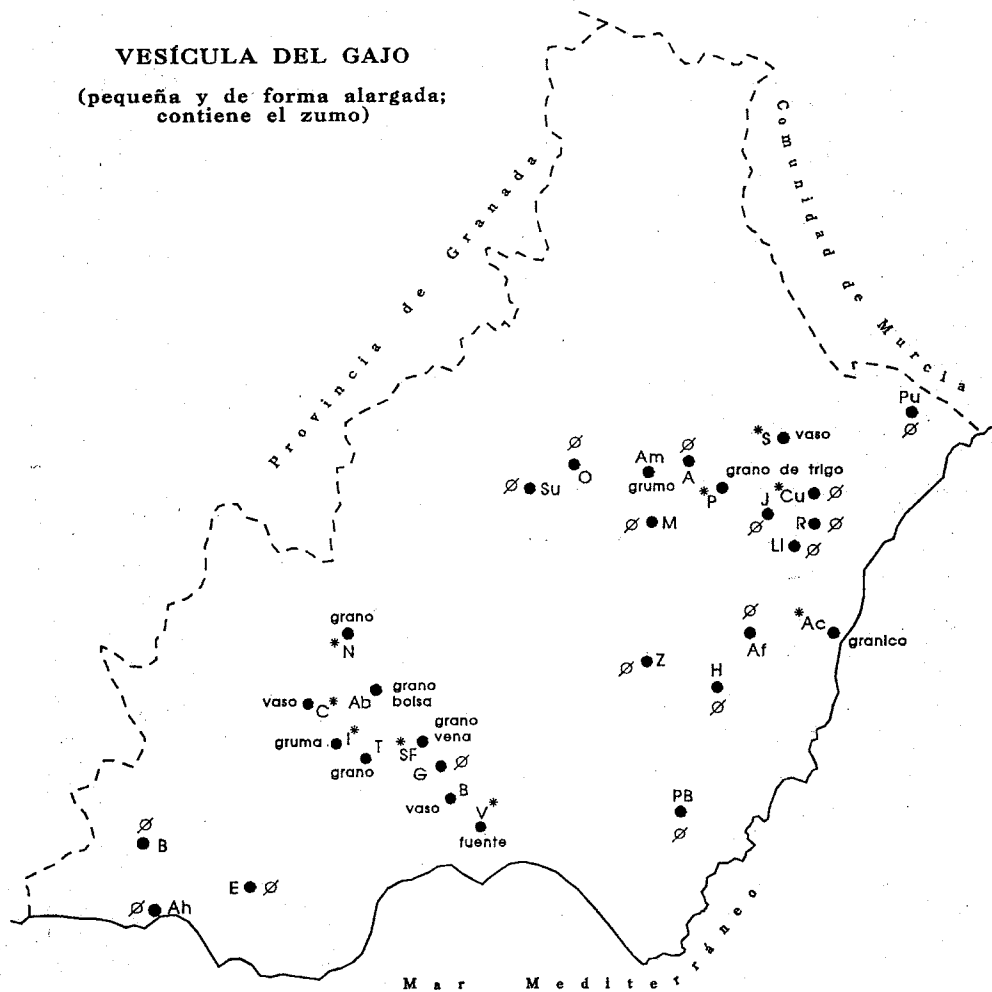 VESÍCULA DEL GAJO
(pequeña y de forma alargada;
contiene el zumo)
Provincia de Granada
Comunidad de Murcia
Pu
Ø
*S vaso
Ø
O
Ø Su
Am
grumo
Ø
A
grano de trigo
*P
J
Ø
*Cu Ø
R Ø
Ll Ø
Ø M
grano
*N
Ø
Af
*Ac
granico
Ø Z
H
Ø
vaso C*
Ab grano
bolsa
gruma I*
T
grano
*SF grano
vena
G Ø
B
vaso
V*
fuente
PB
Ø
Ø
B
E Ø
Ø Ah
Mar Mediterráneo